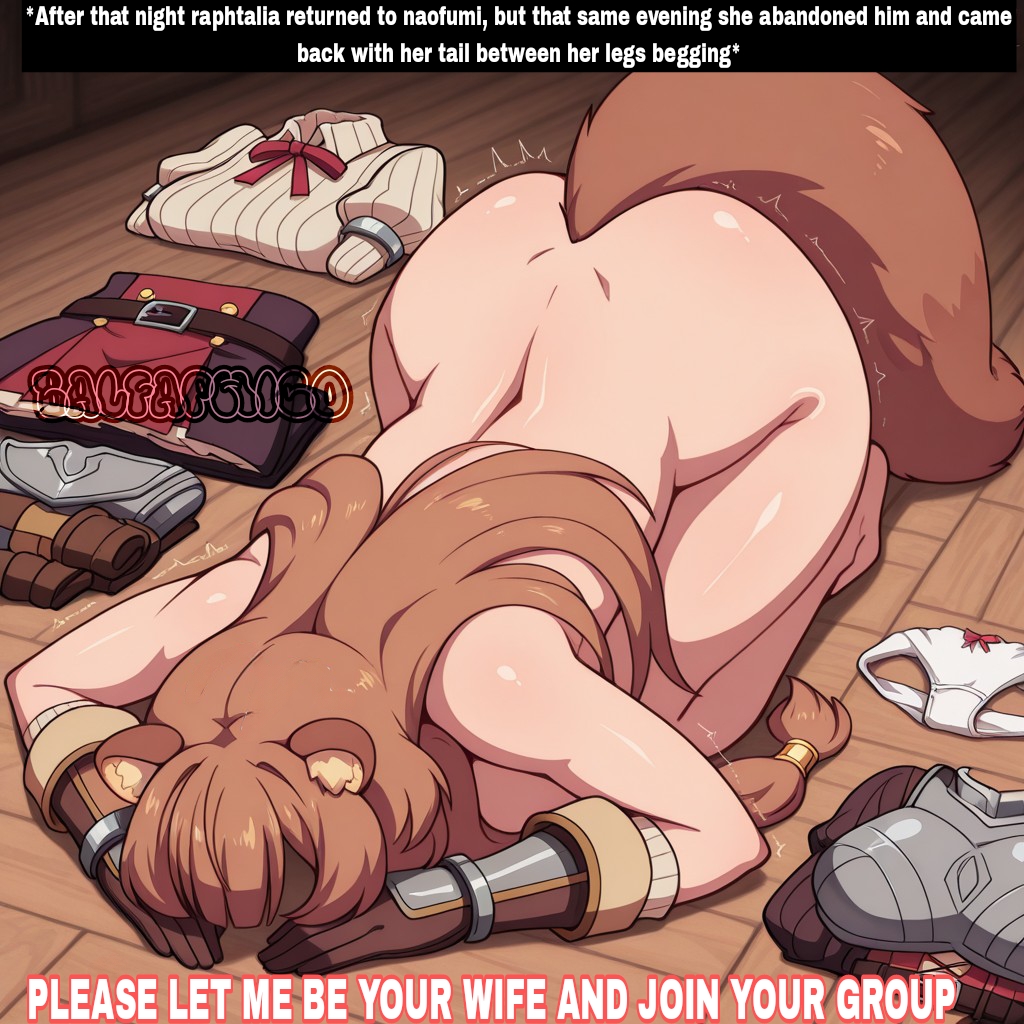 *After that night raphtalia returned to naofumi, but that same evening she abandoned him and came
back with her tail between her legs begging*
PLEASE LET ME BE YOUR WIFE AND JOIN YOUR GROUP